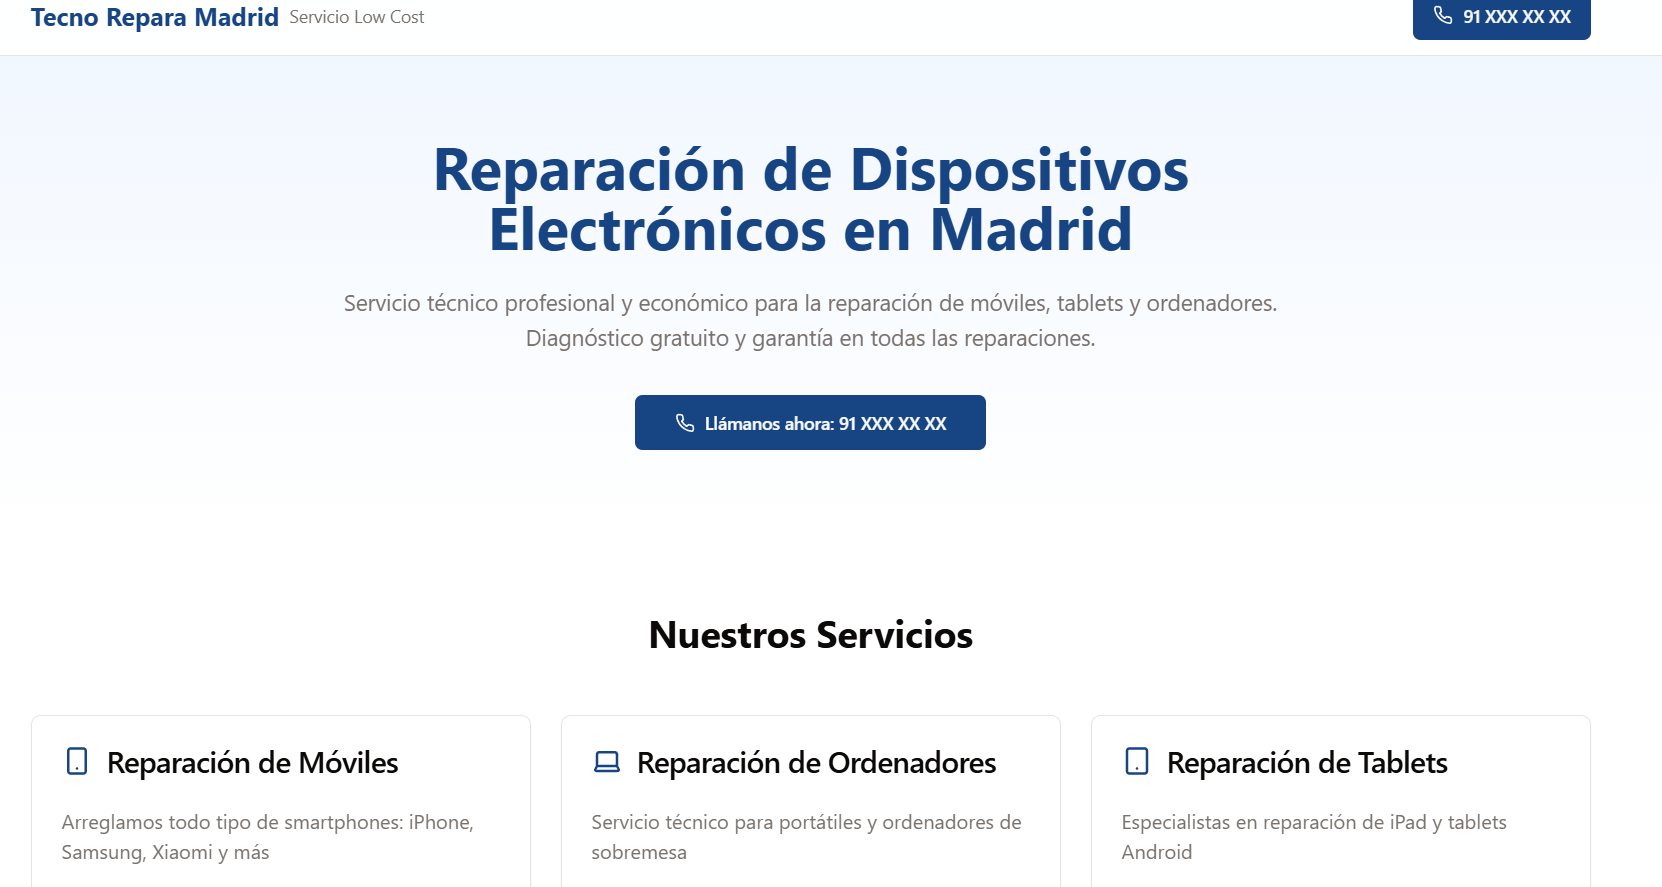 Tecno Repara Madrid Servicio Low Cost
91 XXX XX XX
Reparación de Dispositivos
Electrónicos en Madrid
Servicio técnico profesional y económico para la reparación de móviles, tablets y ordenadores.
Diagnóstico gratuito y garantía en todas las reparaciones.
Llámanos ahora: 91 XXX XX XX
Nuestros Servicios
Reparación de Móviles
Arreglamos todo tipo de smartphones: iPhone,
Samsung, Xiaomi y más
Reparación de Ordenadores
Servicio técnico para portátiles y ordenadores de
sobremesa
Reparación de Tablets
Especialistas en reparación de iPad y tablets
Android